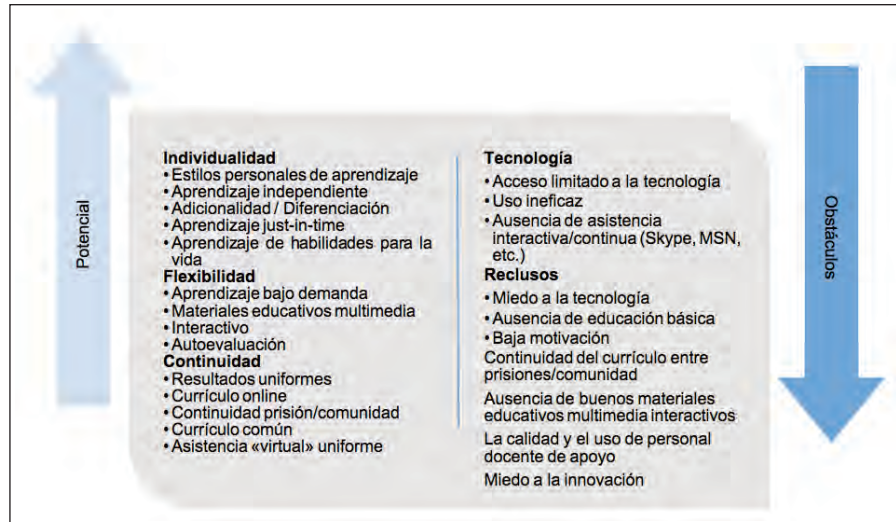 Potencial
Individualidad
• Estilos personales de aprendizaje
• Aprendizaje independiente
• Adicionalidad / Diferenciación
• Aprendizaje just-in-time
• Aprendizaje de habilidades para la
vida
Flexibilidad
• Aprendizaje bajo demanda
• Materiales educativos multimedia
• Interactivo
• Autoevaluación
Continuidad
• Resultados uniformes
• Currículo online
• Continuidad prisión/comunidad
• Currículo común
• Asistencia «virtual» uniforme
Tecnología
• Acceso limitado a la tecnología
• Uso ineficaz
• Ausencia de asistencia
interactiva/continua (Skype, MSN,
etc.)
Reclusos
• Miedo a la tecnología
• Ausencia de educación básica
• Baja motivación
Continuidad del currículo entre
prisiones/comunidad
Ausencia de buenos materiales
educativos multimedia interactivos
La calidad y el uso de personal
docente de apoyo
Miedo a la innovación
Obstáculos